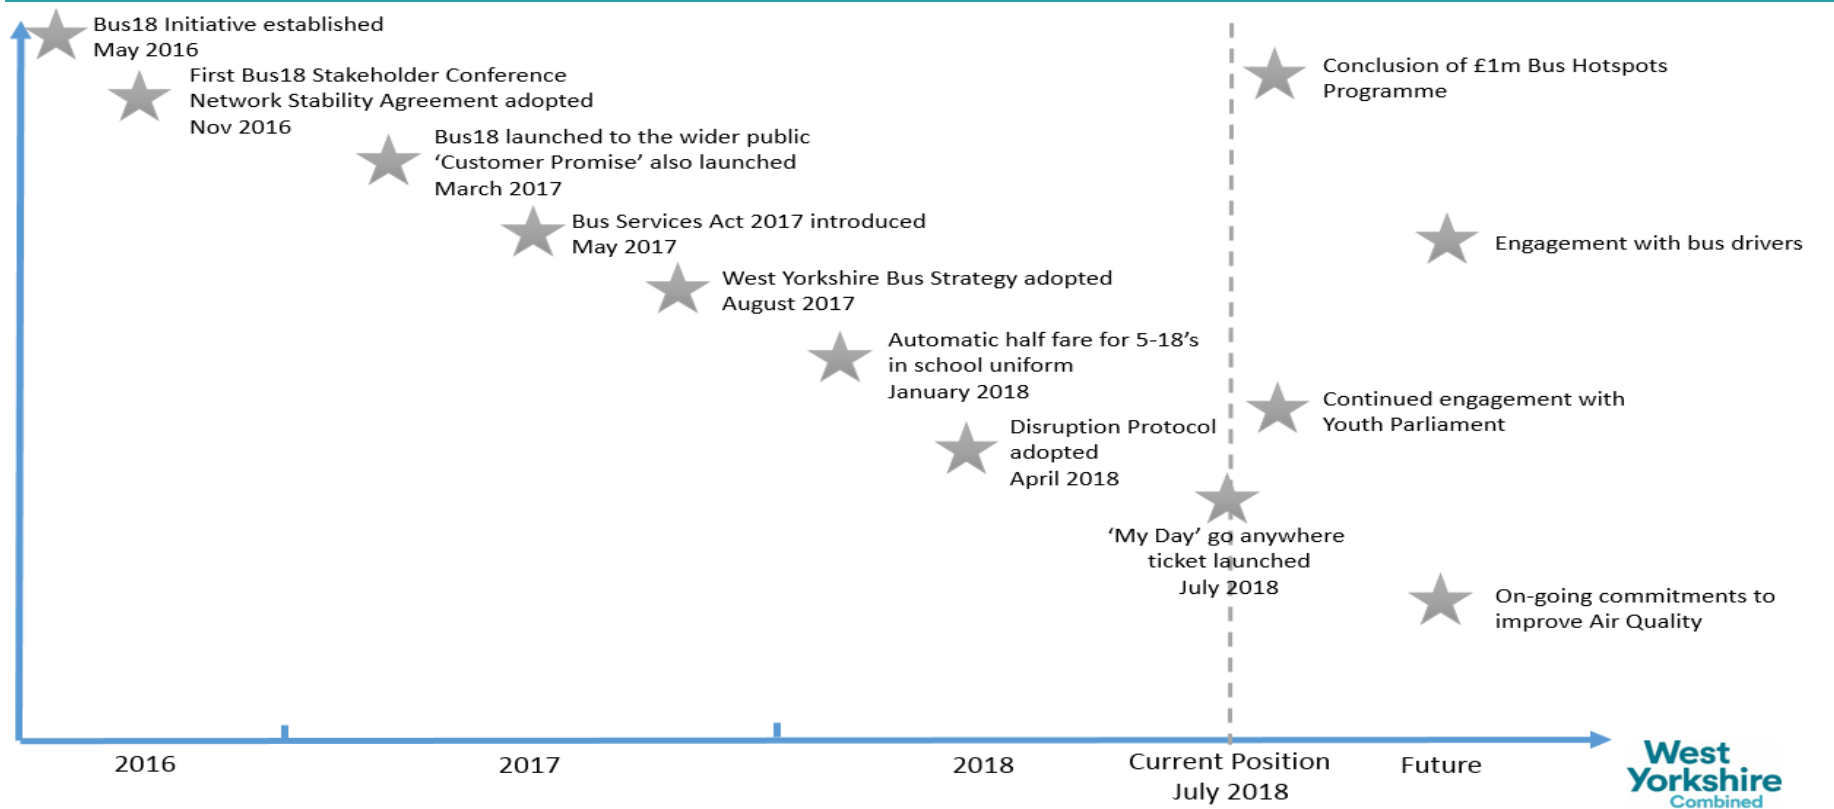 Bus18 Initiative established
May 2016
First Bus18 Stakeholder Conference
Network Stability Agreement adopted
Nov 2016
Bus18 launched to the wider public
‘Customer Promise’ also launched
March 2017
Bus Services Act 2017 introduced
May 2017
West Yorkshire Bus Strategy adopted
August 2017
Automatic half fare for 5-18’s
in school uniform
January 2018
Disruption Protocol
adopted
April 2018
‘My Day’ go anywhere
ticket launched
July 2018
Conclusion of £1m Bus Hotspots
Programme
Engagement with bus drivers
Continued engagement with
Youth Parliament
On-going commitments to
improve Air Quality
2016
2017
2018
Current Position
July 2018
Future
West
Yorkshire
Combined